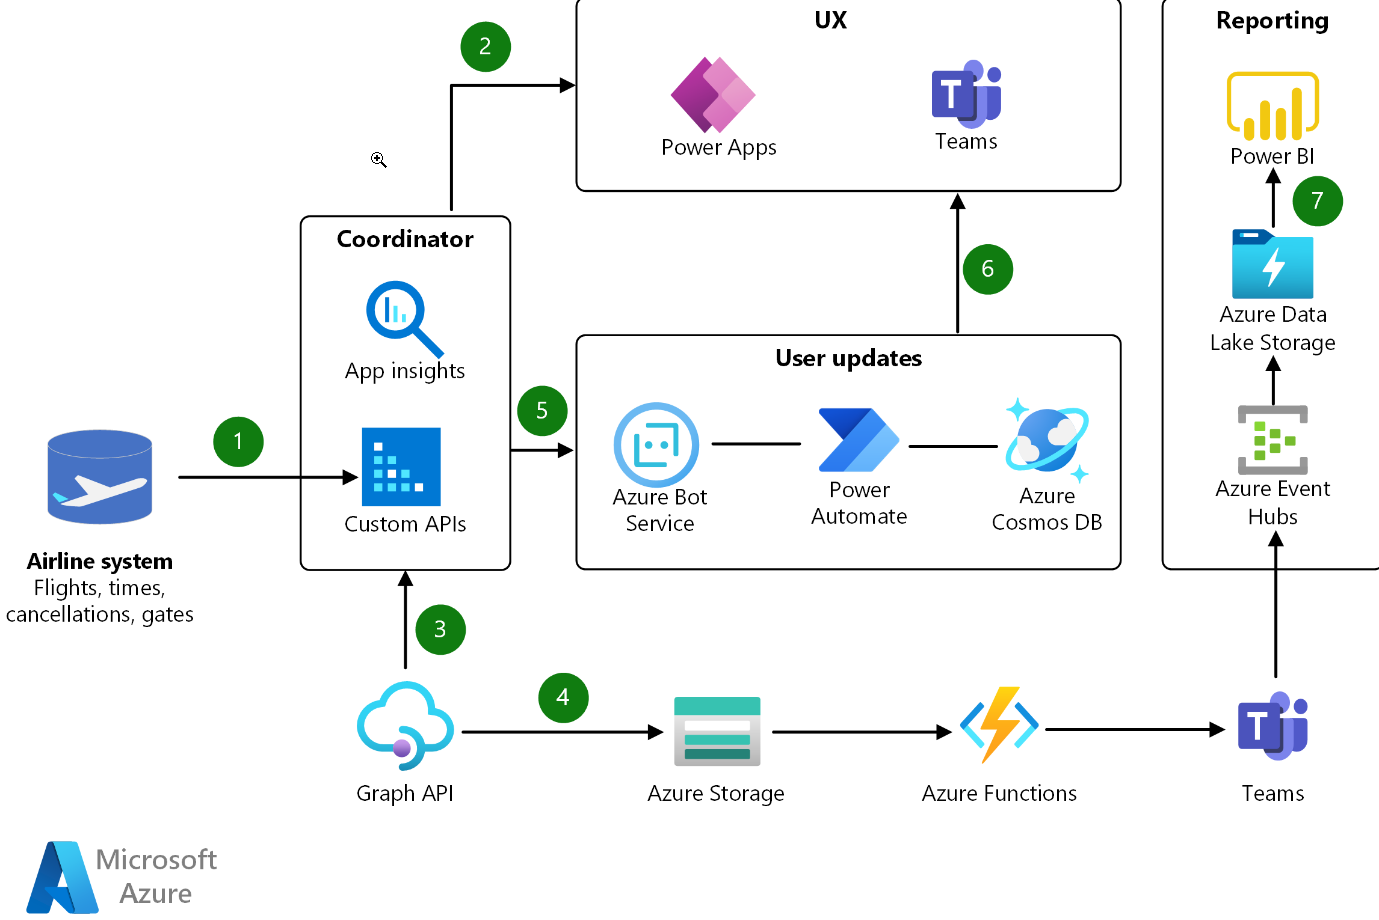 UX
Reporting
2
Power Apps
Teams
Power BI
7
Coordinator
6
Azure Data
Lake Storage
App insights
User updates
5
1
Azure Bot
Service
Power
Automate
Azure
Cosmos DB
Azure Event
Hubs
Custom APIs
Airline system
Flights, times,
cancellations, gates
3
4
Graph API
Azure Storage
Azure Functions
T
T
Teams
Microsoft
Azure